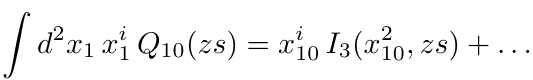 ∫ d²x₁ x₁ⁱ Q₁₀(zs) = x₁₀ⁱ I₃(x₁₀², zs) + …